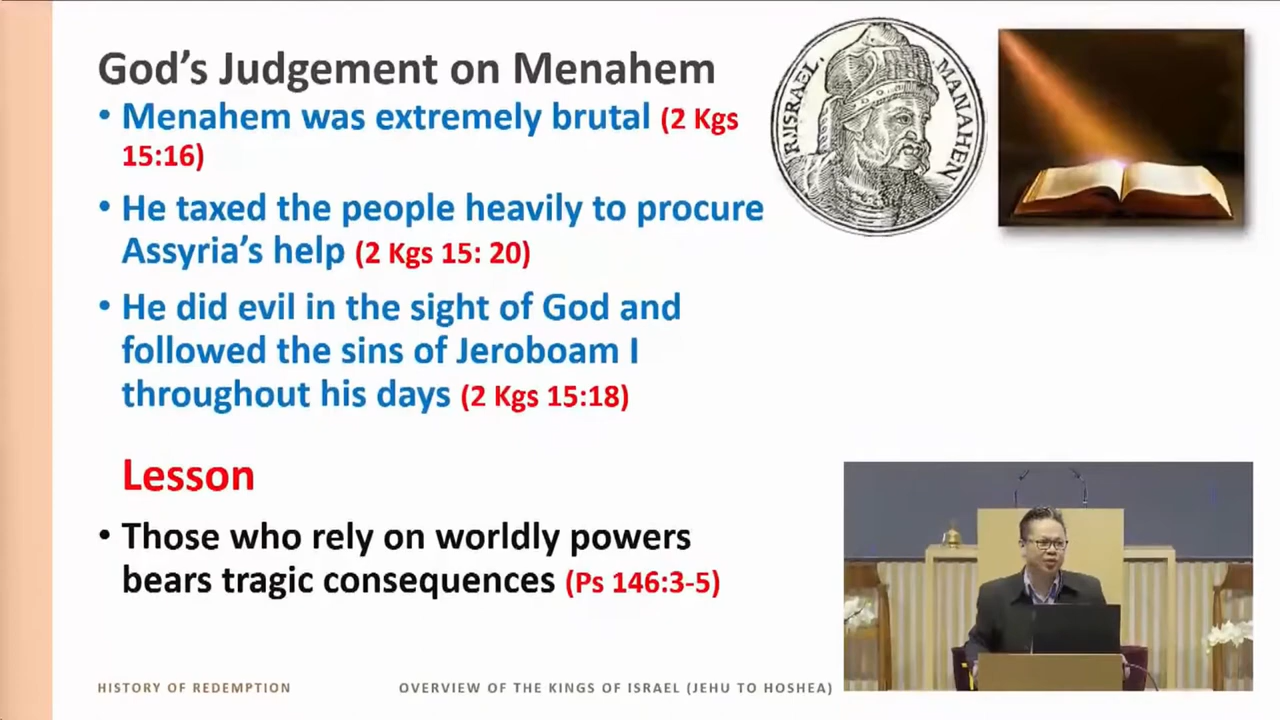 God's Judgement on Menahem
• Menahem was extremely brutal (2 Kgs
15:16)
• He taxed the people heavily to procure
Assyria's help (2 Kgs 15: 20)
• He did evil in the sight of God and
followed the sins of Jeroboam I
throughout his days (2 Kgs 15:18)
Lesson
• Those who rely on worldly powers
bears tragic consequences (Ps 146:3-5)
R.ISRAEL.
MANAHEN
HISTORY OF REDEMPTION
OVERVIEW OF THE KINGS OF ISRAEL (JEHU TO HOSHEA)